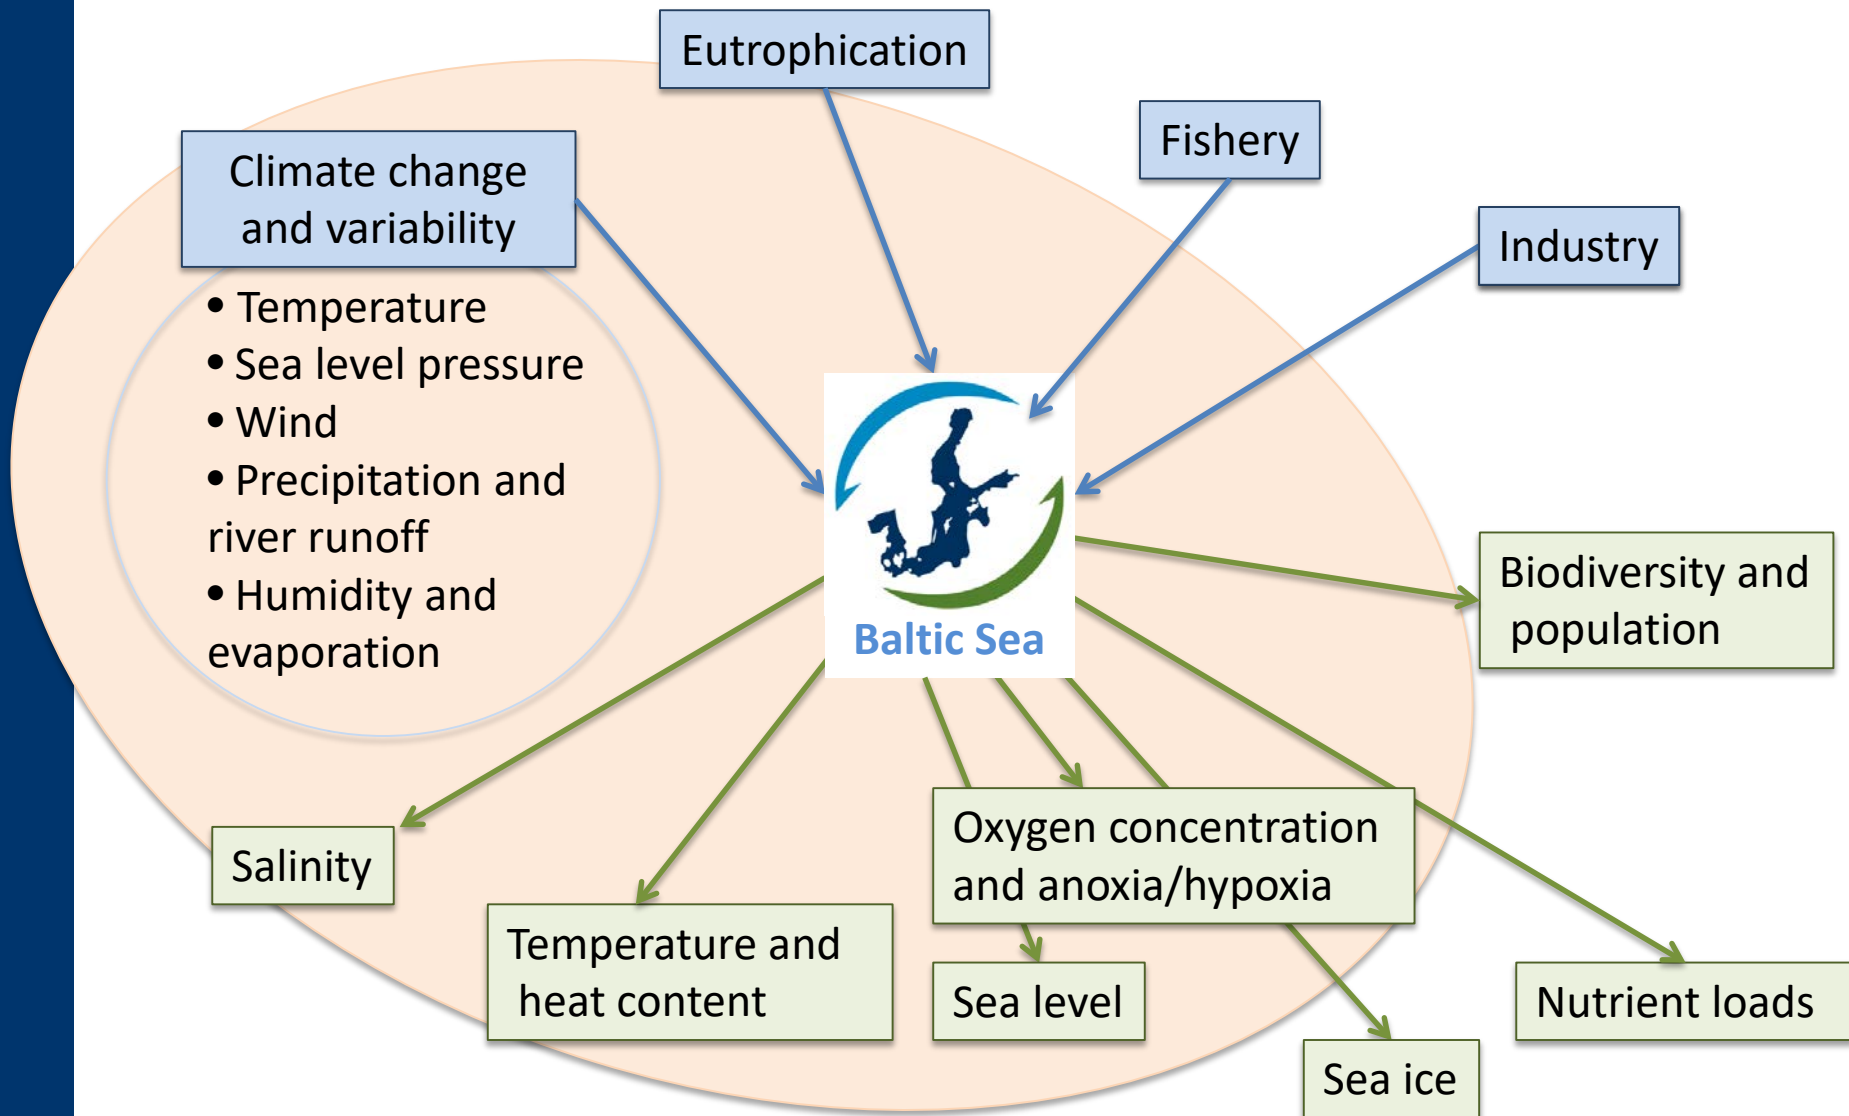 Eutrophication
Fishery
Climate change
and variability
Industry
• Temperature
• Sea level pressure
• Wind
• Precipitation and
river runoff
• Humidity and
evaporation
Baltic Sea
Biodiversity and
population
Salinity
Oxygen concentration
and anoxia/hypoxia
Temperature and
heat content
Sea level
Nutrient loads
Sea ice